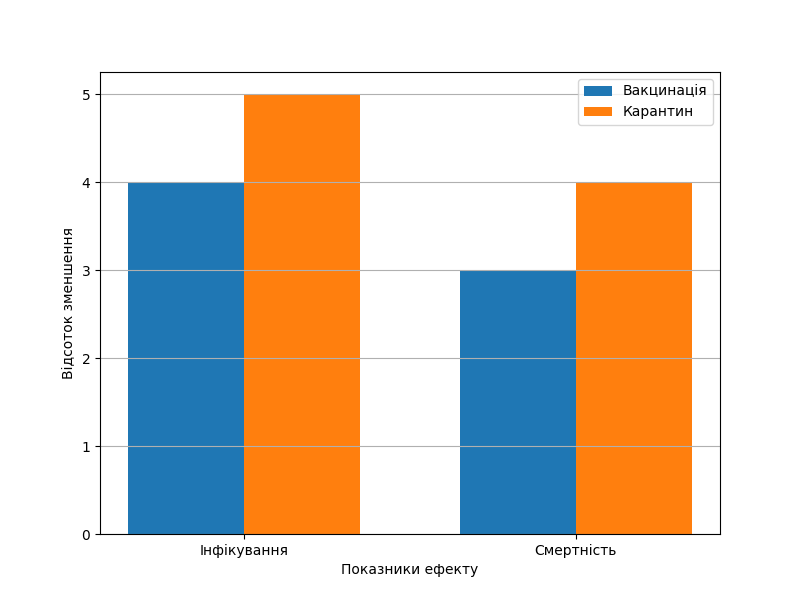 Вакцинація
Карантин
Відсоток зменшення
5
4
3
2
1
0
Інфікування
Смертність
Показники ефекту